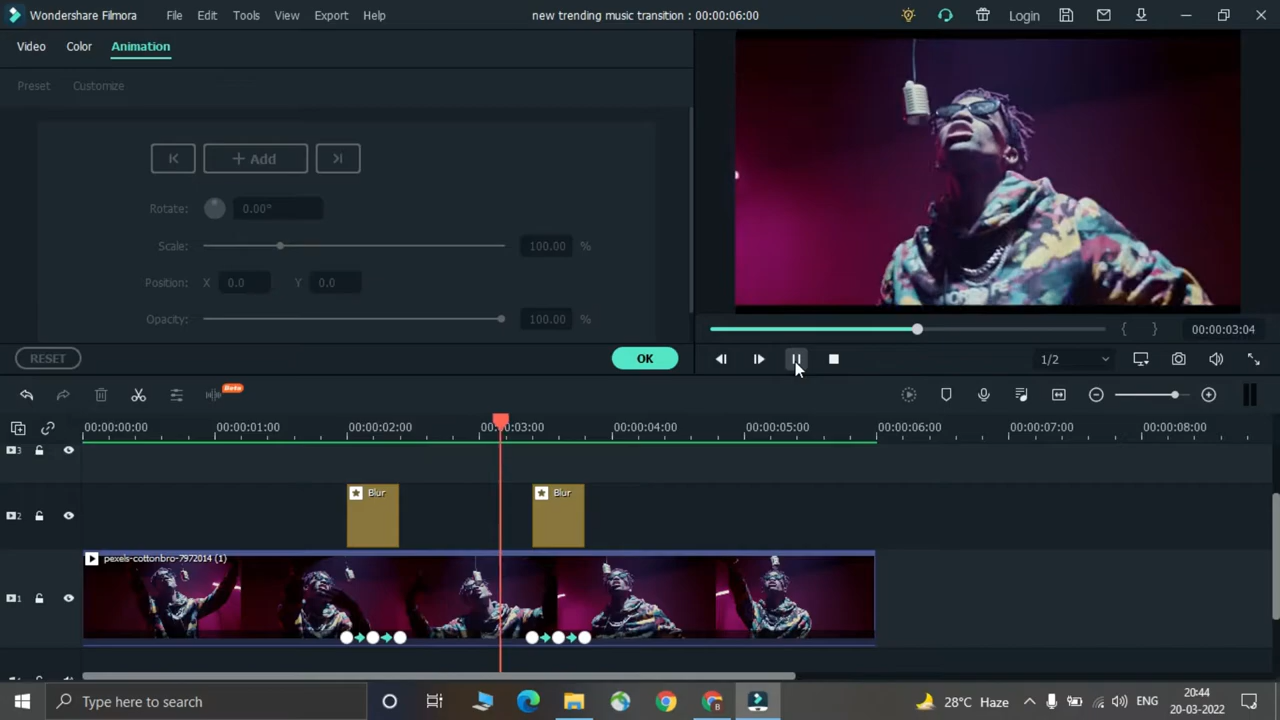 Wondershare Filmora File Edit Tools View Export Help new trending music transition : 00:00:06:00 Login
Video Color Animation
Preset Customize
+ Add
Rotate: 0.00°
Scale: 100.00 %
Position: X 0.0 Y 0.0
Opacity: 100.00 %
RESET OK
00:00:03:04
1/2
Beta
00:00:00:00 00:00:01:00 00:00:02:00 00:00:03:00 00:00:04:00 00:00:05:00 00:00:06:00 00:00:07:00 00:00:08:00
3
2
Blur Blur
pexels-cottonbro-7972014 (1)
1
Type here to search
28°C Haze
ENG
20:44
20-03-2022